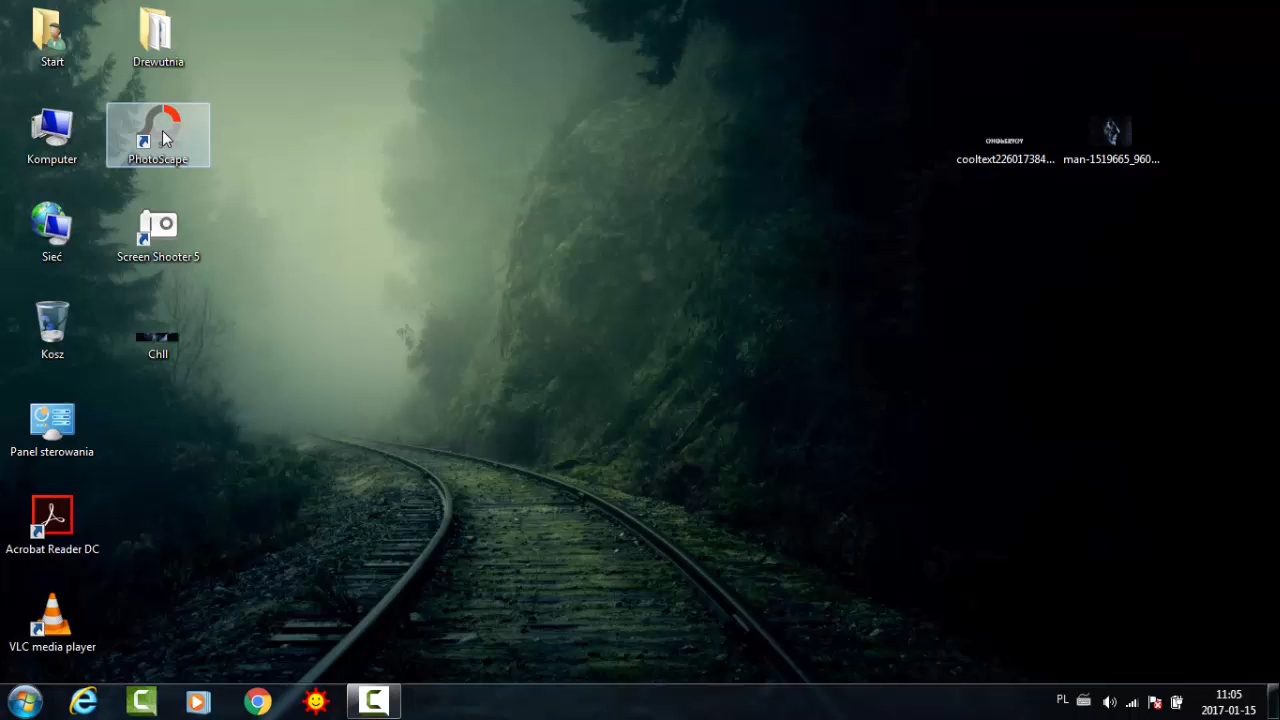 Start
Drewutnia
Komputer
PhotoScape
cooltext226017384...
man-1519665_960...
Sieć
Screen Shooter 5
Kosz
Panel sterowania
Acrobat Reader DC
VLC media player
PL
11:05
2017-01-15